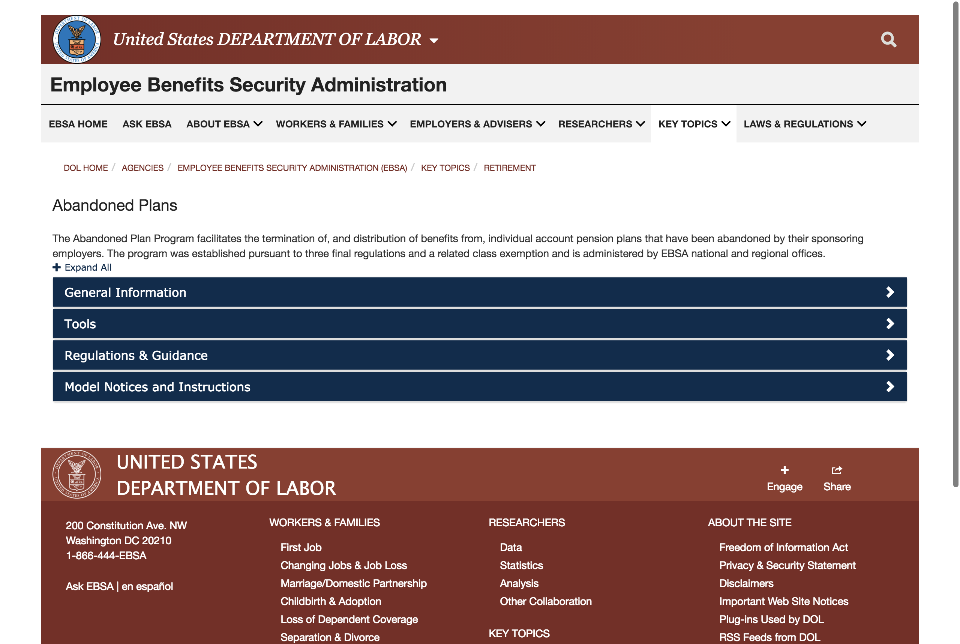 United States DEPARTMENT OF LABOR
Employee Benefits Security Administration
EBSA HOME ASK EBSA ABOUT EBSA WORKERS & FAMILIES EMPLOYERS & ADVISERS RESEARCHERS KEY TOPICS LAWS & REGULATIONS
DOL HOME / AGENCIES / EMPLOYEE BENEFITS SECURITY ADMINISTRATION (EBSA) / KEY TOPICS / RETIREMENT
Abandoned Plans
The Abandoned Plan Program facilitates the termination of, and distribution of benefits from, individual account pension plans that have been abandoned by their sponsoring
employers. The program was established pursuant to three final regulations and a related class exemption and is administered by EBSA national and regional offices.
Expand All
General Information
Tools
Regulations & Guidance
Model Notices and Instructions
UNITED STATES
DEPARTMENT OF LABOR
Engage
Share
200 Constitution Ave. NW
Washington DC 20210
1-866-444-EBSA
Ask EBSA | en español
WORKERS & FAMILIES
First Job
Changing Jobs & Job Loss
Marriage/Domestic Partnership
Childbirth & Adoption
Loss of Dependent Coverage
Separation & Divorce
RESEARCHERS
Data
Statistics
Analysis
Other Collaboration
KEY TOPICS
ABOUT THE SITE
Freedom of Information Act
Privacy & Security Statement
Disclaimers
Important Web Site Notices
Plug-ins Used by DOL
RSS Feeds from DOL